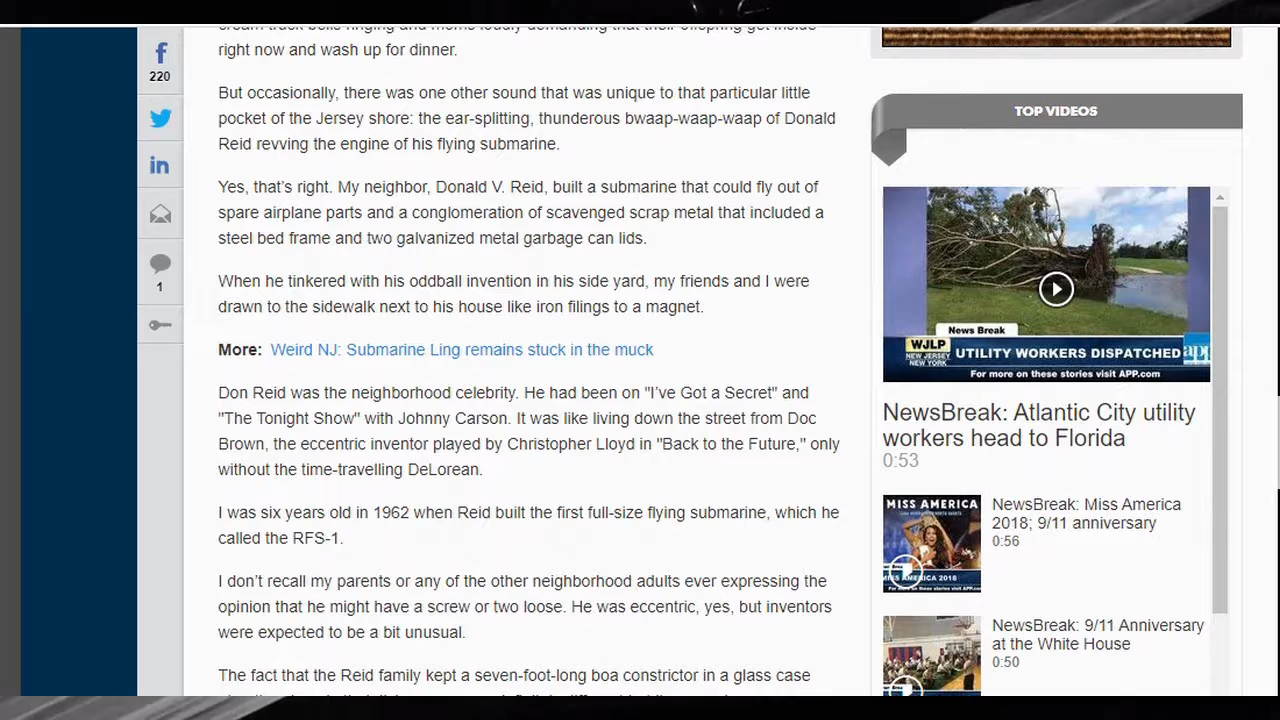 right now and wash up for dinner.
But occasionally, there was one other sound that was unique to that particular little
pocket of the Jersey shore: the ear-splitting, thunderous bwaap-waap-waap of Donald
Reid revving the engine of his flying submarine.
Yes, that's right. My neighbor, Donald V. Reid, built a submarine that could fly out of
spare airplane parts and a conglomeration of scavenged scrap metal that included a
steel bed frame and two galvanized metal garbage can lids.
When he tinkered with his oddball invention in his side yard, my friends and I were
drawn to the sidewalk next to his house like iron filings to a magnet.
More: Weird NJ: Submarine Ling remains stuck in the muck
Don Reid was the neighborhood celebrity. He had been on "I've Got a Secret" and
"The Tonight Show" with Johnny Carson. It was like living down the street from Doc
Brown, the eccentric inventor played by Christopher Lloyd in "Back to the Future," only
without the time-travelling DeLorean.
I was six years old in 1962 when Reid built the first full-size flying submarine, which he
called the RFS-1.
I don't recall my parents or any of the other neighborhood adults ever expressing the
opinion that he might have a screw or two loose. He was eccentric, yes, but inventors
were expected to be a bit unusual.
The fact that the Reid family kept a seven-foot-long boa constrictor in a glass case
f
220
in
1
TOP VIDEOS
News Break
WJLP
NEW JERSEY
NEW YORK
UTILITY WORKERS DISPATCHED
app
For more on these stories visit APP.com
NewsBreak: Atlantic City utility
workers head to Florida
0:53
MISS AMERICA
MISS AMERICA 2018
NewsBreak: Miss America
2018; 9/11 anniversary
0:56
NewsBreak: 9/11 Anniversary
at the White House
0:50